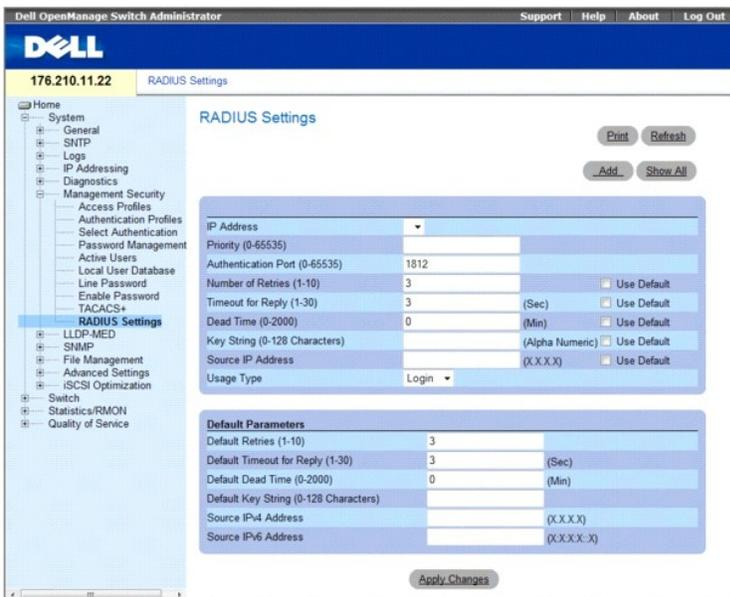 Dell OpenManage Switch Administrator Support Help About Log Out
DELL
176.210.11.22 RADIUS Settings
Home
System
General
SNTP
Logs
IP Addressing
Diagnostics
Management Security
Access Profiles
Authentication Profiles
Select Authentication
Password Management
Active Users
Local User Database
Line Password
Enable Password
TACACS+
RADIUS Settings
LLDP-MED
SNMP
File Management
Advanced Settings
iSCSI Optimization
Switch
Statistics/RMON
Quality of Service
RADIUS Settings
Print Refresh
Add Show All
IP Address
Priority (0-65535)
Authentication Port (0-65535) 1812
Number of Retries (1-10) 3 Use Default
Timeout for Reply (1-30) 3 (Sec) Use Default
Dead Time (0-2000) 0 (Min) Use Default
Key String (0-128 Characters) (Alpha Numeric) Use Default
Source IP Address (X.X.X.X) Use Default
Usage Type Login
Default Parameters
Default Retries (1-10) 3
Default Timeout for Reply (1-30) 3 (Sec)
Default Dead Time (0-2000) 0 (Min)
Default Key String (0-128 Characters)
Source IPv4 Address (X.X.X.X)
Source IPv6 Address (X:X:X:X::X)
Apply Changes